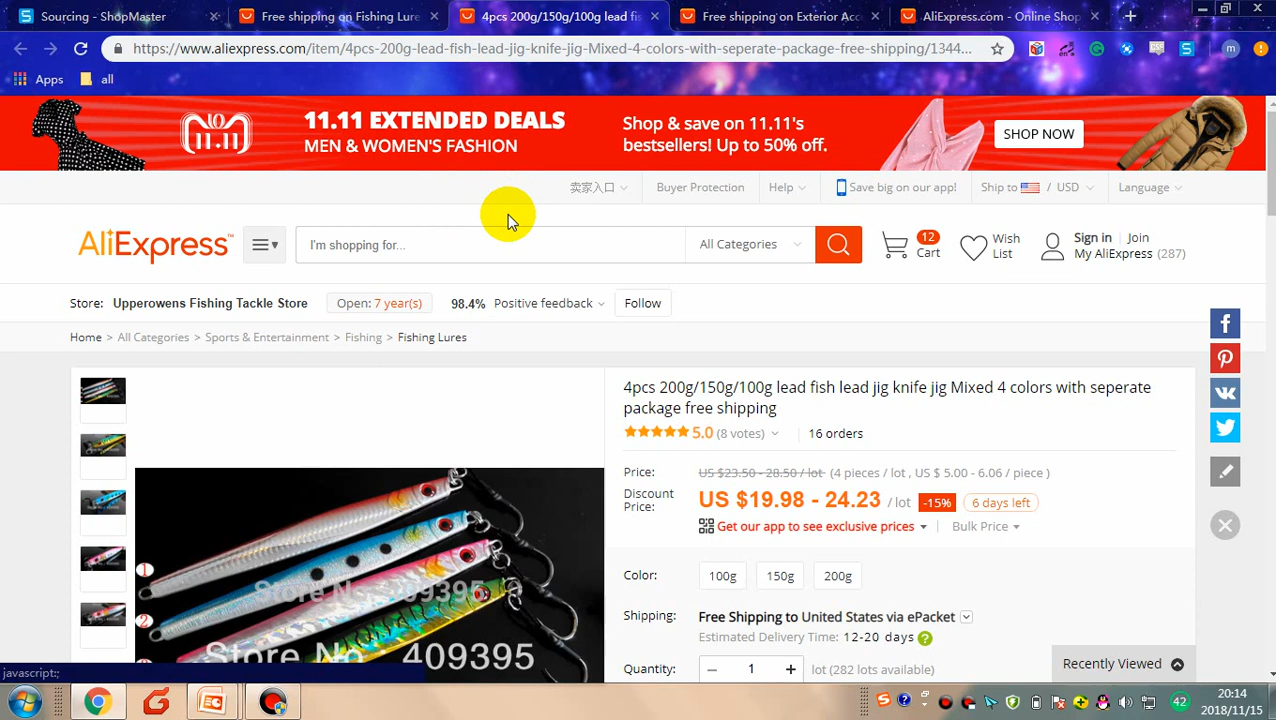 Sourcing - ShopMaster
Free shipping on Fishing Lure
4pcs 200g/150g/100g lead fis
Free shipping on Exterior Acc
AliExpress.com - Online Shop
https://www.aliexpress.com/item/4pcs-200g-lead-fish-lead-jig-knife-jig-Mixed-4-colors-with-seperate-package-free-shipping/1344...
Apps
all
11.11
11.11 EXTENDED DEALS
MEN & WOMEN'S FASHION
Shop & save on 11.11's
bestsellers! Up to 50% off.
SHOP NOW
卖家入口
Buyer Protection
Help
Save big on our app!
Ship to / USD
Language
AliExpress™
I'm shopping for...
All Categories
12
Cart
Wish
List
Sign in Join
My AliExpress (287)
Store: Upperowens Fishing Tackle Store
Open: 7 year(s)
98.4% Positive feedback
Follow
Home > All Categories > Sports & Entertainment > Fishing > Fishing Lures
4pcs 200g/150g/100g lead fish lead jig knife jig Mixed 4 colors with seperate
package free shipping
5.0 (8 votes) 16 orders
Price: US $23.50 - 28.50 / lot (4 pieces / lot , US $ 5.00 - 6.06 / piece )
Discount
Price:
US $19.98 - 24.23 / lot -15% 6 days left
Get our app to see exclusive prices
Bulk Price
Color: 100g 150g 200g
Shipping: Free Shipping to United States via ePacket
Estimated Delivery Time: 12-20 days
Quantity: 1 lot (282 lots available)
1
2
Store No: 409395
Store No : 409395
Recently Viewed
javascript:;
42
20:14
2018/11/15